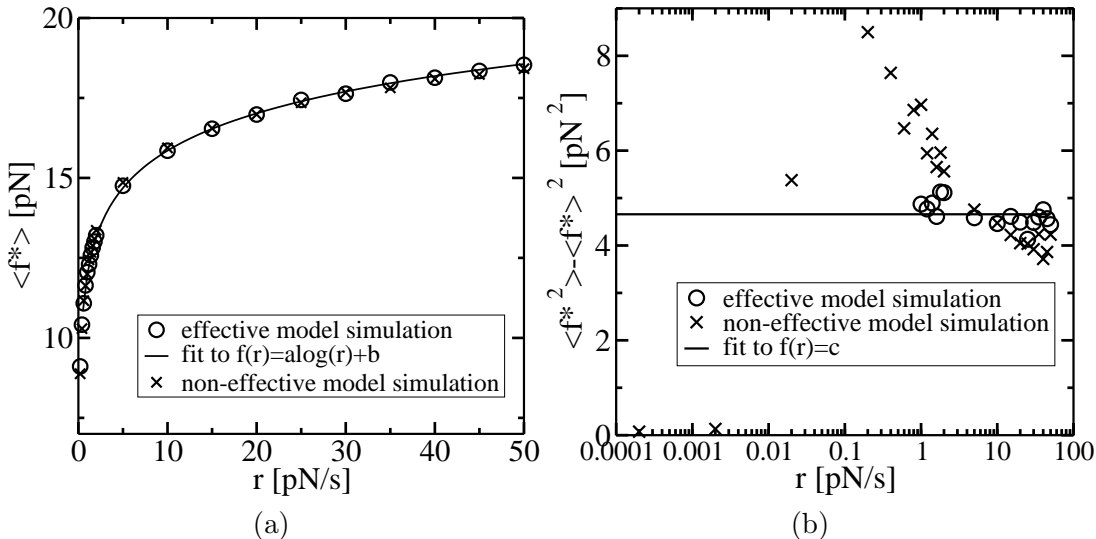 20
15
10
<f*> [pN]
0 10 20 30 40 50
r [pN/s]
effective model simulation
fit to f(r)=alog(r)+b
non-effective model simulation
(a)
8
6
4
2
0
<f*²>-<f*>² [pN²]
0.0001 0.001 0.01 0.1 1 10 100
r [pN/s]
effective model simulation
non-effective model simulation
fit to f(r)=c
(b)